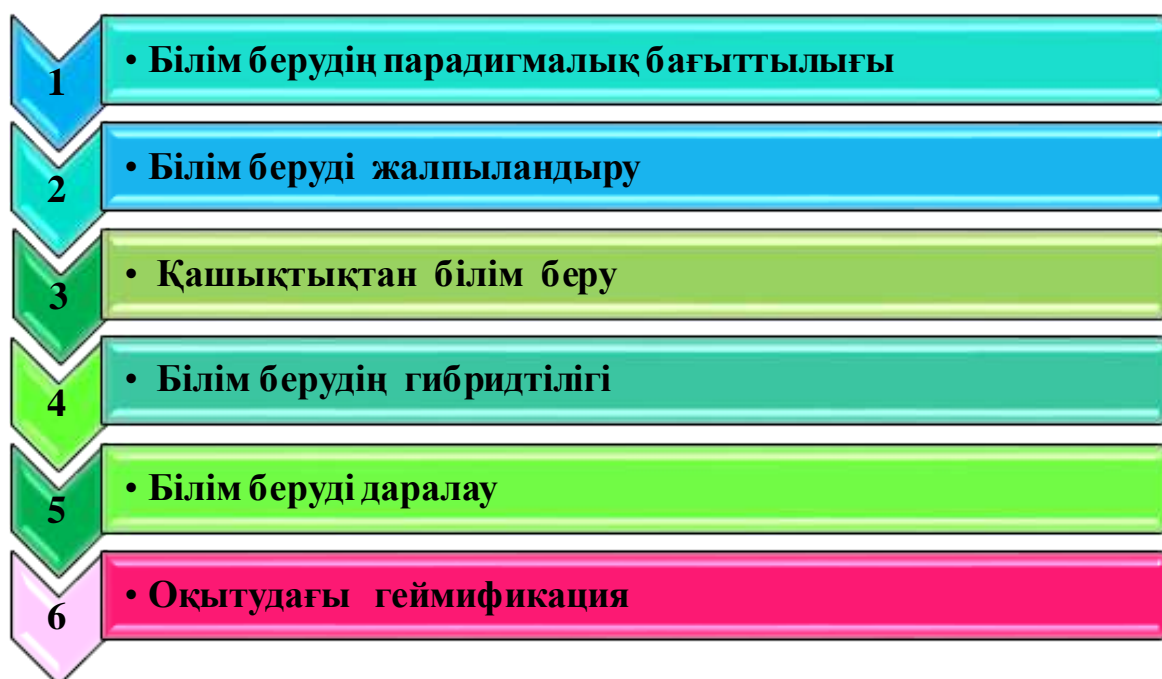 1 • Білім берудің парадигмалық бағыттылығы
2 • Білім беруді жалпыландыру
3 • Қашықтықтан білім беру
4 • Білім берудің гибридтілігі
5 • Білім беруді даралау
6 • Оқытудағы геймификация